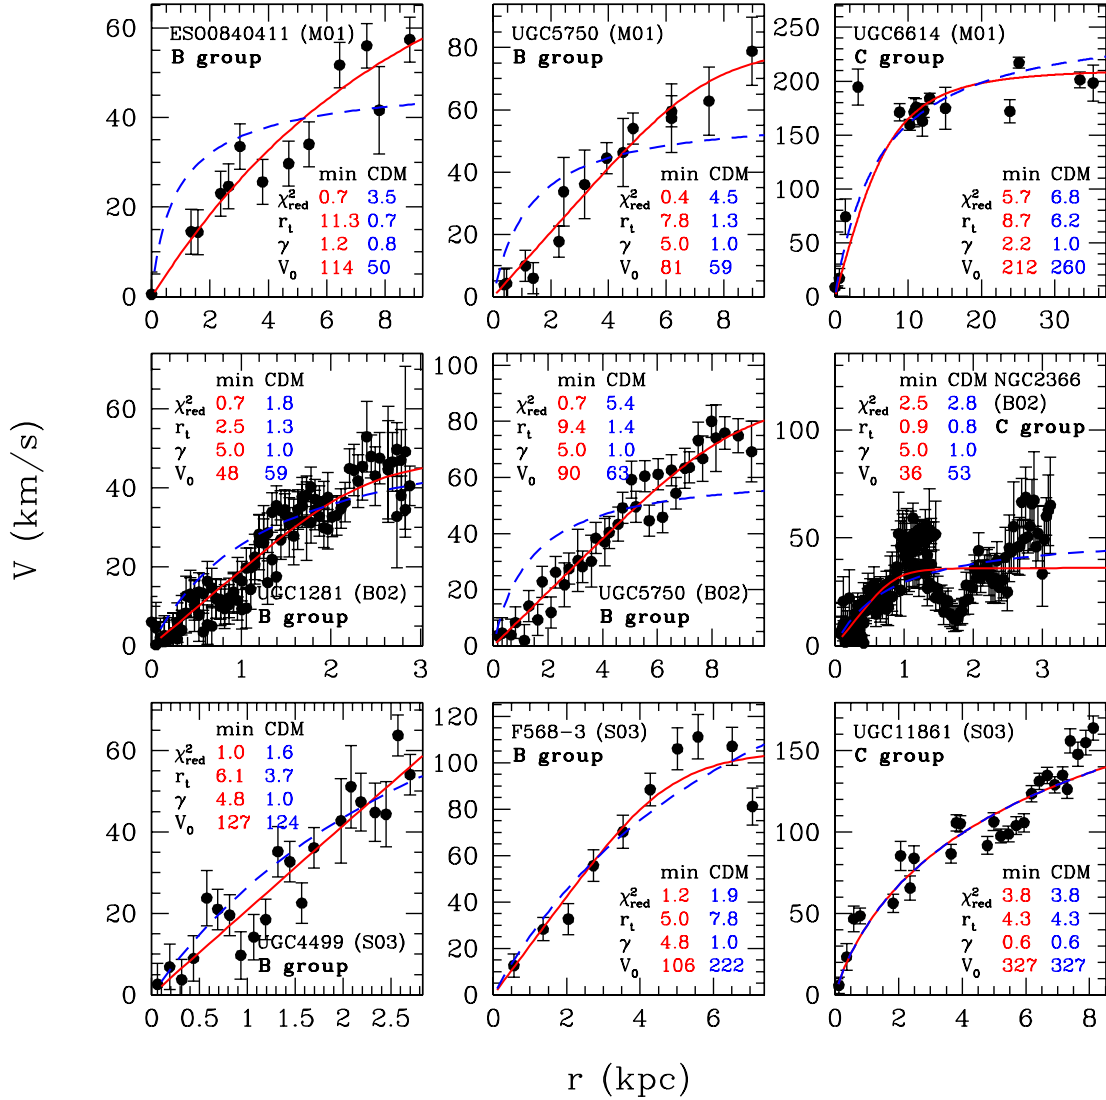 V (km/s)
ESO0840411 (M01)
B group
min CDM
χ²red 0.7 3.5
rt 11.3 0.7
γ 1.2 0.8
V0 114 50
60
40
20
0
0 2 4 6 8
UGC5750 (M01)
B group
min CDM
χ²red 0.4 4.5
rt 7.8 1.3
γ 5.0 1.0
V0 81 59
80
60
40
20
0
0 2 4 6 8
UGC6614 (M01)
C group
min CDM
χ²red 5.7 6.8
rt 8.7 6.2
γ 2.2 1.0
V0 212 260
250
200
150
100
50
0
0 10 20 30
min CDM
χ²red 0.7 1.8
rt 2.5 1.3
γ 5.0 1.0
V0 48 59
UGC1281 (B02)
B group
60
40
20
0
0 1 2 3
min CDM
χ²red 0.7 5.4
rt 9.4 1.4
γ 5.0 1.0
V0 90 63
UGC5750 (B02)
B group
100
80
60
40
20
0
0 2 4 6 8
min CDM NGC2366
χ²red 2.5 2.8 (B02)
rt 0.9 0.8 C group
γ 5.0 1.0
V0 36 53
100
50
0
0 1 2 3
min CDM
χ²red 1.0 1.6
rt 6.1 3.7
γ 4.8 1.0
V0 127 124
UGC4499 (S03)
B group
60
40
20
0
0 0.5 1 1.5 2 2.5
F568-3 (S03)
B group
min CDM
χ²red 1.2 1.9
rt 5.0 7.8
γ 4.8 1.0
V0 106 222
120
100
80
60
40
20
0
0 2 4 6
UGC11861 (S03)
C group
min CDM
χ²red 3.8 3.8
rt 4.3 4.3
γ 0.6 0.6
V0 327 327
150
100
50
0
0 2 4 6 8
r (kpc)